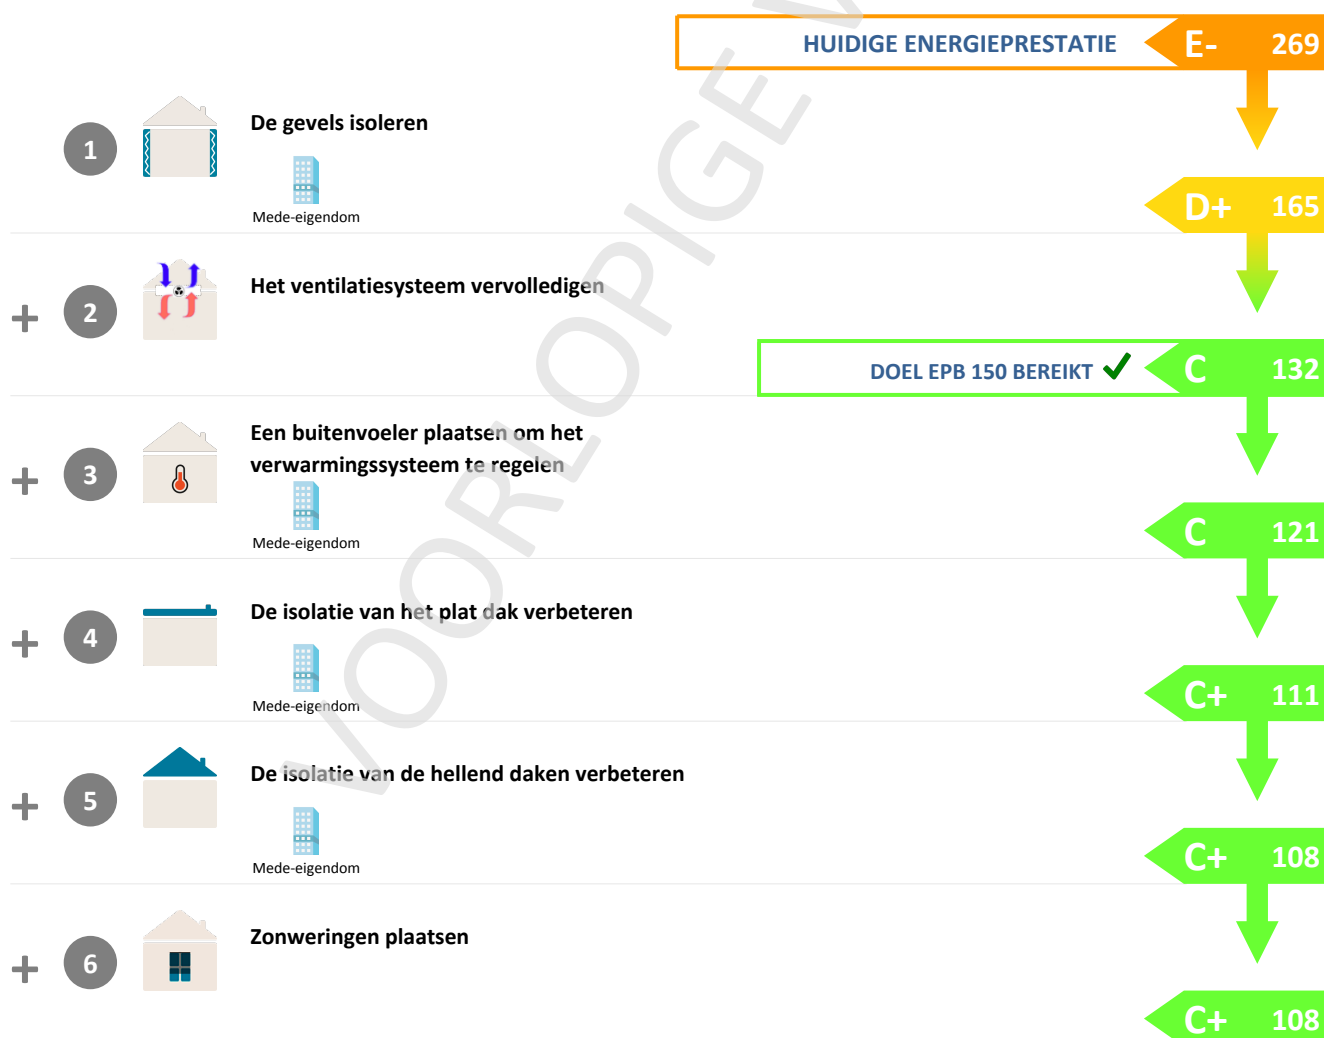 HUIDIGE ENERGIEPRESTATIE E- 269
1 De gevels isoleren
Mede-eigendom
D+ 165
+ 2 Het ventilatiesysteem vervolledigen
DOEL EPB 150 BEREIKT C 132
Een buitenvoeler plaatsen om het
+ 3 verwarmingssysteem te regelen
Mede-eigendom
C 121
+ 4 De isolatie van het plat dak verbeteren
Mede-eigendom
C+ 111
+ 5 De isolatie van de hellend daken verbeteren
Mede-eigendom
C+ 108
+ 6 Zonweringen plaatsen
C+ 108
VOORLOPIGE V